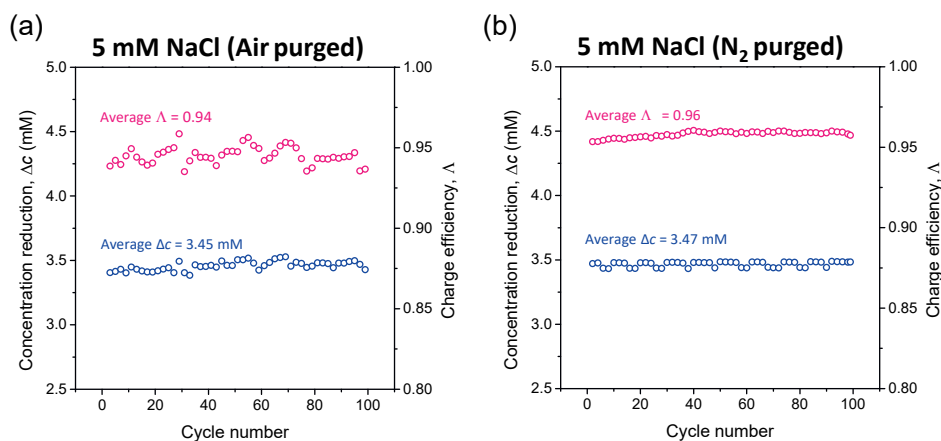 (a)
5 mM NaCl (Air purged)
5.0
4.5
4.0
3.5
3.0
2.5
Concentration reduction, Δc (mM)
Average Λ = 0.94
Average Δc = 3.45 mM
1.00
0.95
0.90
0.85
0.80
Charge efficiency, Λ
0 20 40 60 80 100
Cycle number
(b)
5 mM NaCl (N₂ purged)
5.0
4.5
4.0
3.5
3.0
2.5
Concentration reduction, Δc (mM)
Average Λ = 0.96
Average Δc = 3.47 mM
1.00
0.95
0.90
0.85
0.80
Charge efficiency, Λ
0 20 40 60 80 100
Cycle number